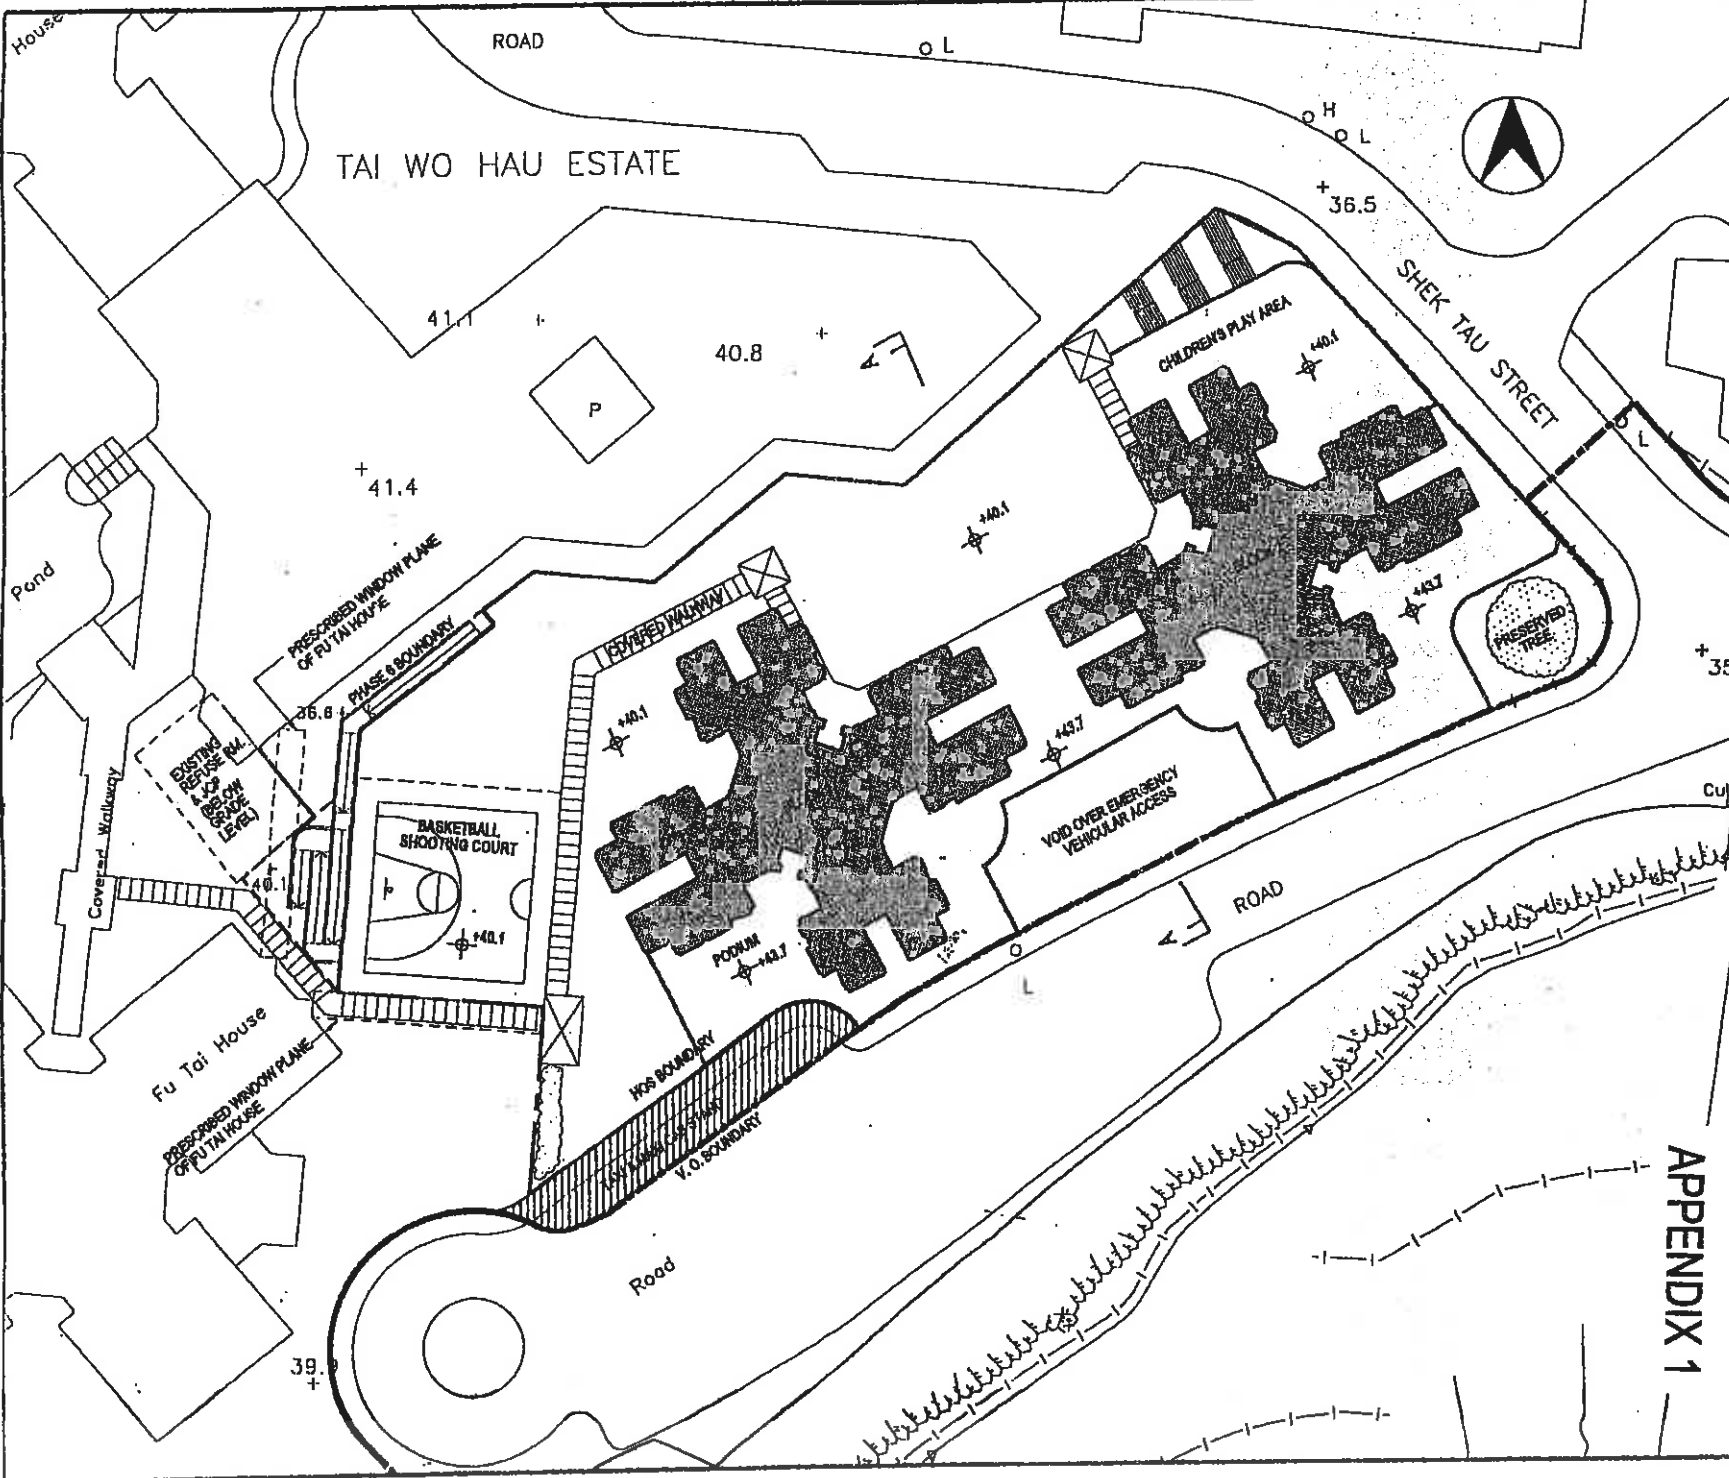 House
ROAD
L
H
L
TAI WO HAU ESTATE
36.5
SHEK TAU STREET
41.1
40.8
A
CHILDREN'S PLAY AREA
+40.1
P
L
41.4
+40.1
PRESCRIBED WINDOW PLANE
OF FU TAI HOUSE
Pond
PHASE 6 BOUNDARY
COVERED WALKWAY
+43.7
PRESERVED
TREE
36.6
+40.1
+43.7
EXISTING
REFUSE RM.
& JCP
(BELOW
GRADE
LEVEL)
VOID OVER EMERGENCY
VEHICULAR ACCESS
Covered Walkway
BASKETBALL
SHOOTING COURT
40.1
+40.1
PODIUM
+43.7
A
ROAD
L
Fu Tai House
PRESCRIBED WINDOW PLANE
OF FU TAI HOUSE
HOS BOUNDARY
V.O. BOUNDARY
Road
APPENDIX 1